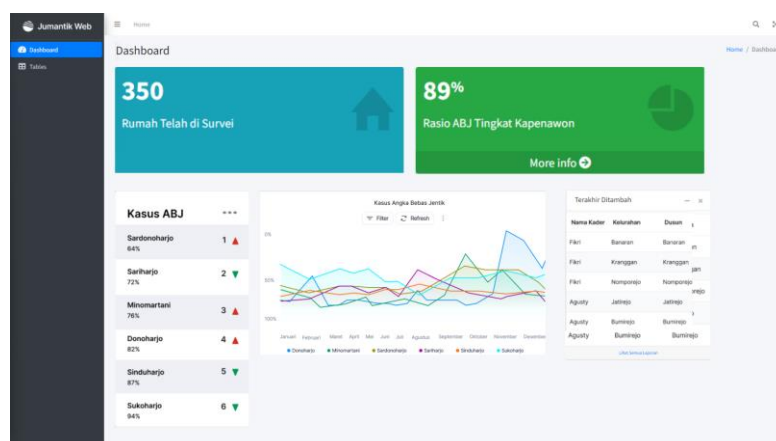 Jumantik Web
Home
Dashboard
Tables
Dashboard
Home / Dashboa
350
Rumah Telah di Survei
89%
Rasio ABJ Tingkat Kapenawon
More info
Kasus ABJ
Sardonoharjo 1
64%
Sariharjo 2
72%
Minomartani 3
76%
Donoharjo 4
82%
Sinduharjo 5
87%
Sukoharjo 6
94%
Kasus Angka Bebas Jentik
Filter Refresh
0%
50%
100%
Januari Februari Maret April Mei Juni Juli Agustus September Oktober November Desember
Donoharjo Minomartani Sardonoharjo Sariharjo Sinduharjo Sukoharjo
Terakhir Ditambah
Nama Kader Kelurahan Dusun
Fikri Banaran Banaran
Fikri Kranggan Kranggan
Fikri Nomporejo Nomporejo
Agusty Jatirejo Jatirejo
Agusty Bumirejo Bumirejo
Agusty Bumirejo Bumirejo